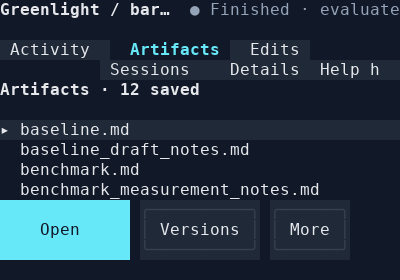 Greenlight / bar… ● Finished · evaluate
Activity Artifacts Edits
Sessions Details Help h
Artifacts · 12 saved
▸ baseline.md
baseline_draft_notes.md
benchmark.md
benchmark_measurement_notes.md
Open Versions More